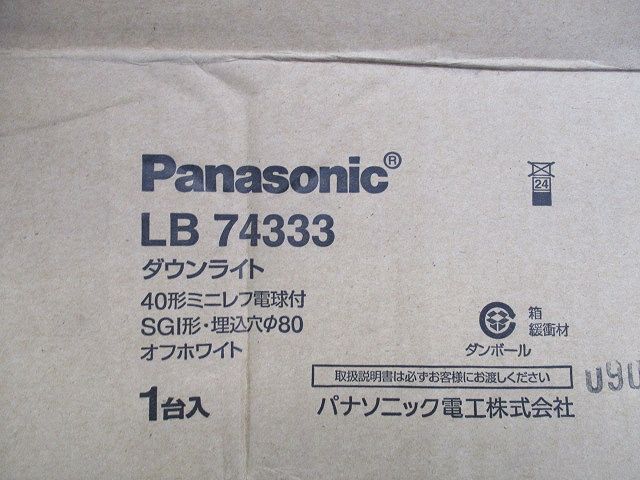 Panasonic®
LB 74333
24
ダウンライト
40形ミニレフ電球付
SGI形・埋込穴φ80
オフホワイト
箱
緩衝材
ダンボール
取扱説明書は必ずお客様にお渡しください
1台入
パナソニック電工株式会社
090